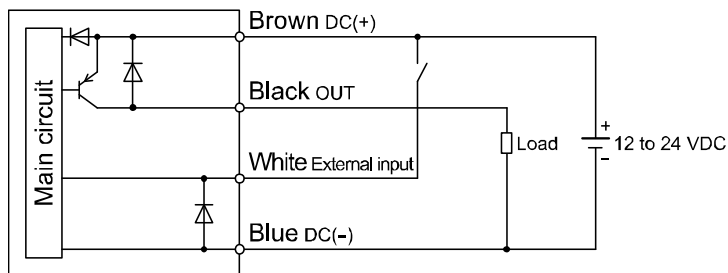 Main circuit
Brown DC(+)
Black OUT
White External input
Blue DC(−)
Load
+
12 to 24 VDC
−